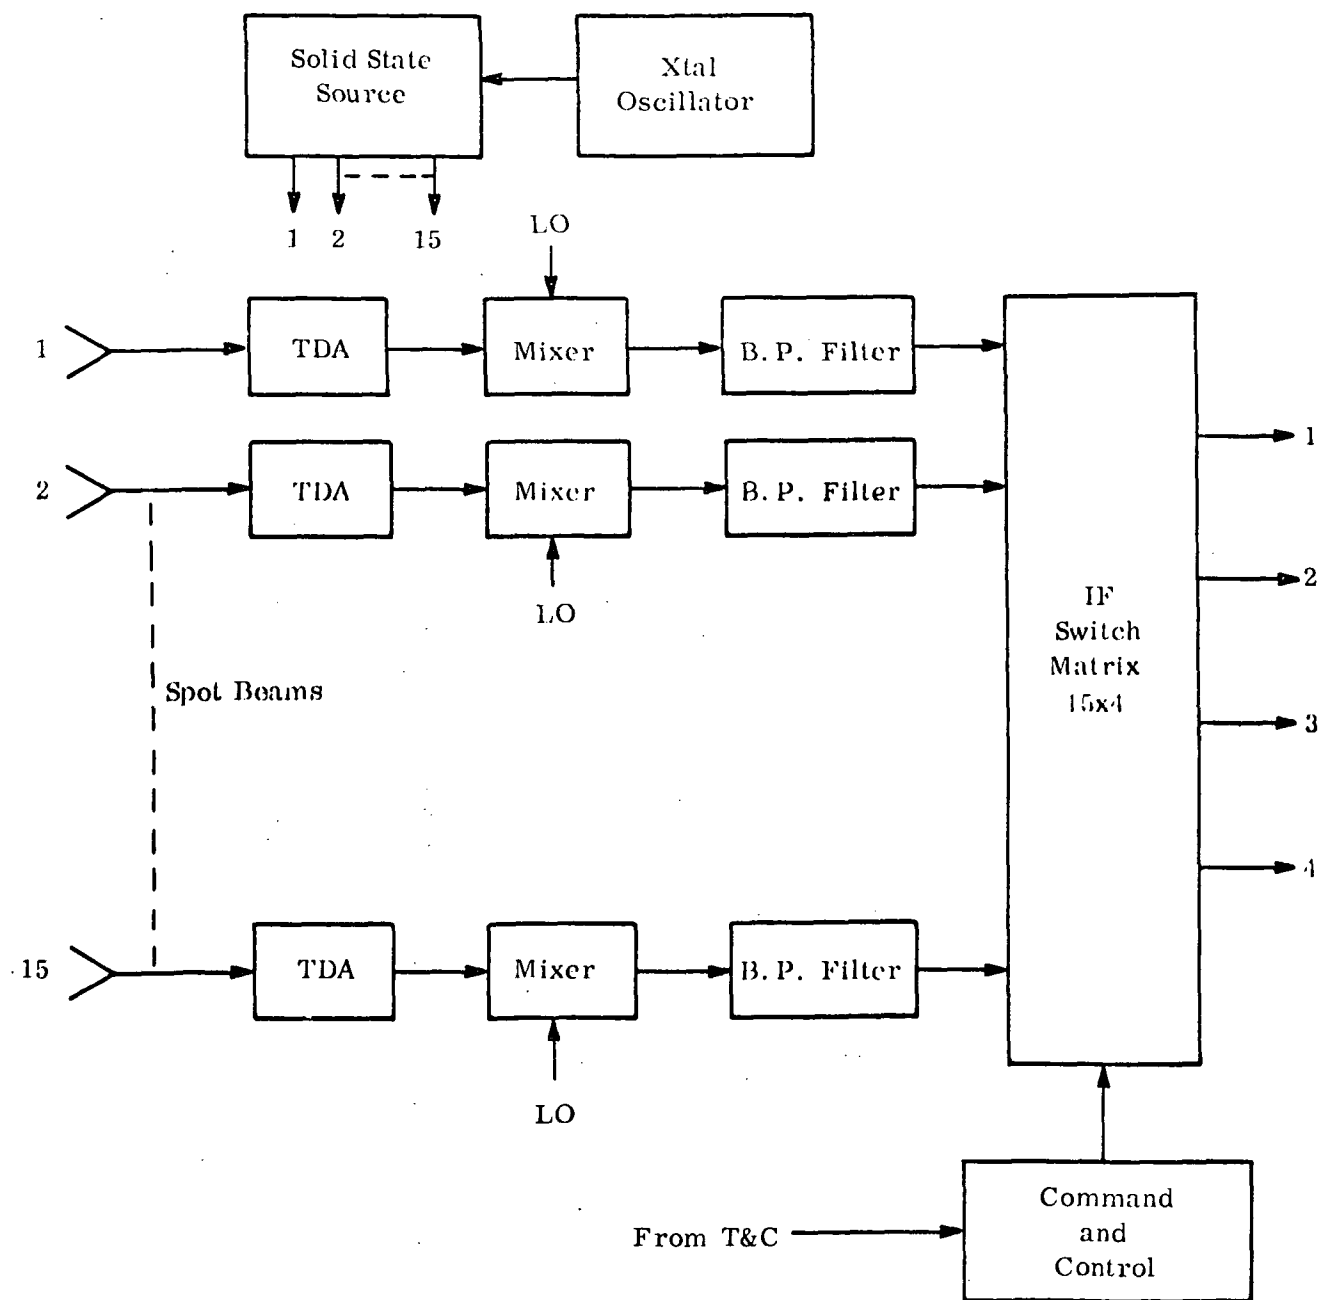 Solid State
Source
Xtal
Oscillator
1 2 15
LO
1
TDA
Mixer
B. P. Filter
1
2
TDA
Mixer
B. P. Filter
LO
2
IF
Switch
Matrix
15x4
Spot Beams
3
4
15
TDA
Mixer
B. P. Filter
LO
From T&C
Command
and
Control